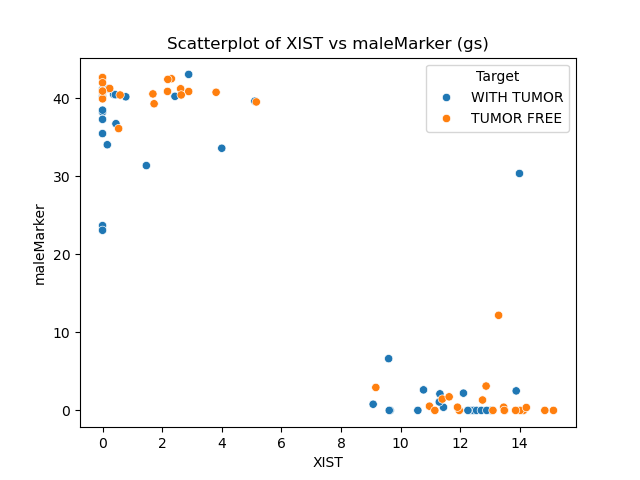 Scatterplot of XIST vs maleMarker (gs)
Target
WITH TUMOR
TUMOR FREE
maleMarker
40
30
20
10
0
0 2 4 6 8 10 12 14
XIST